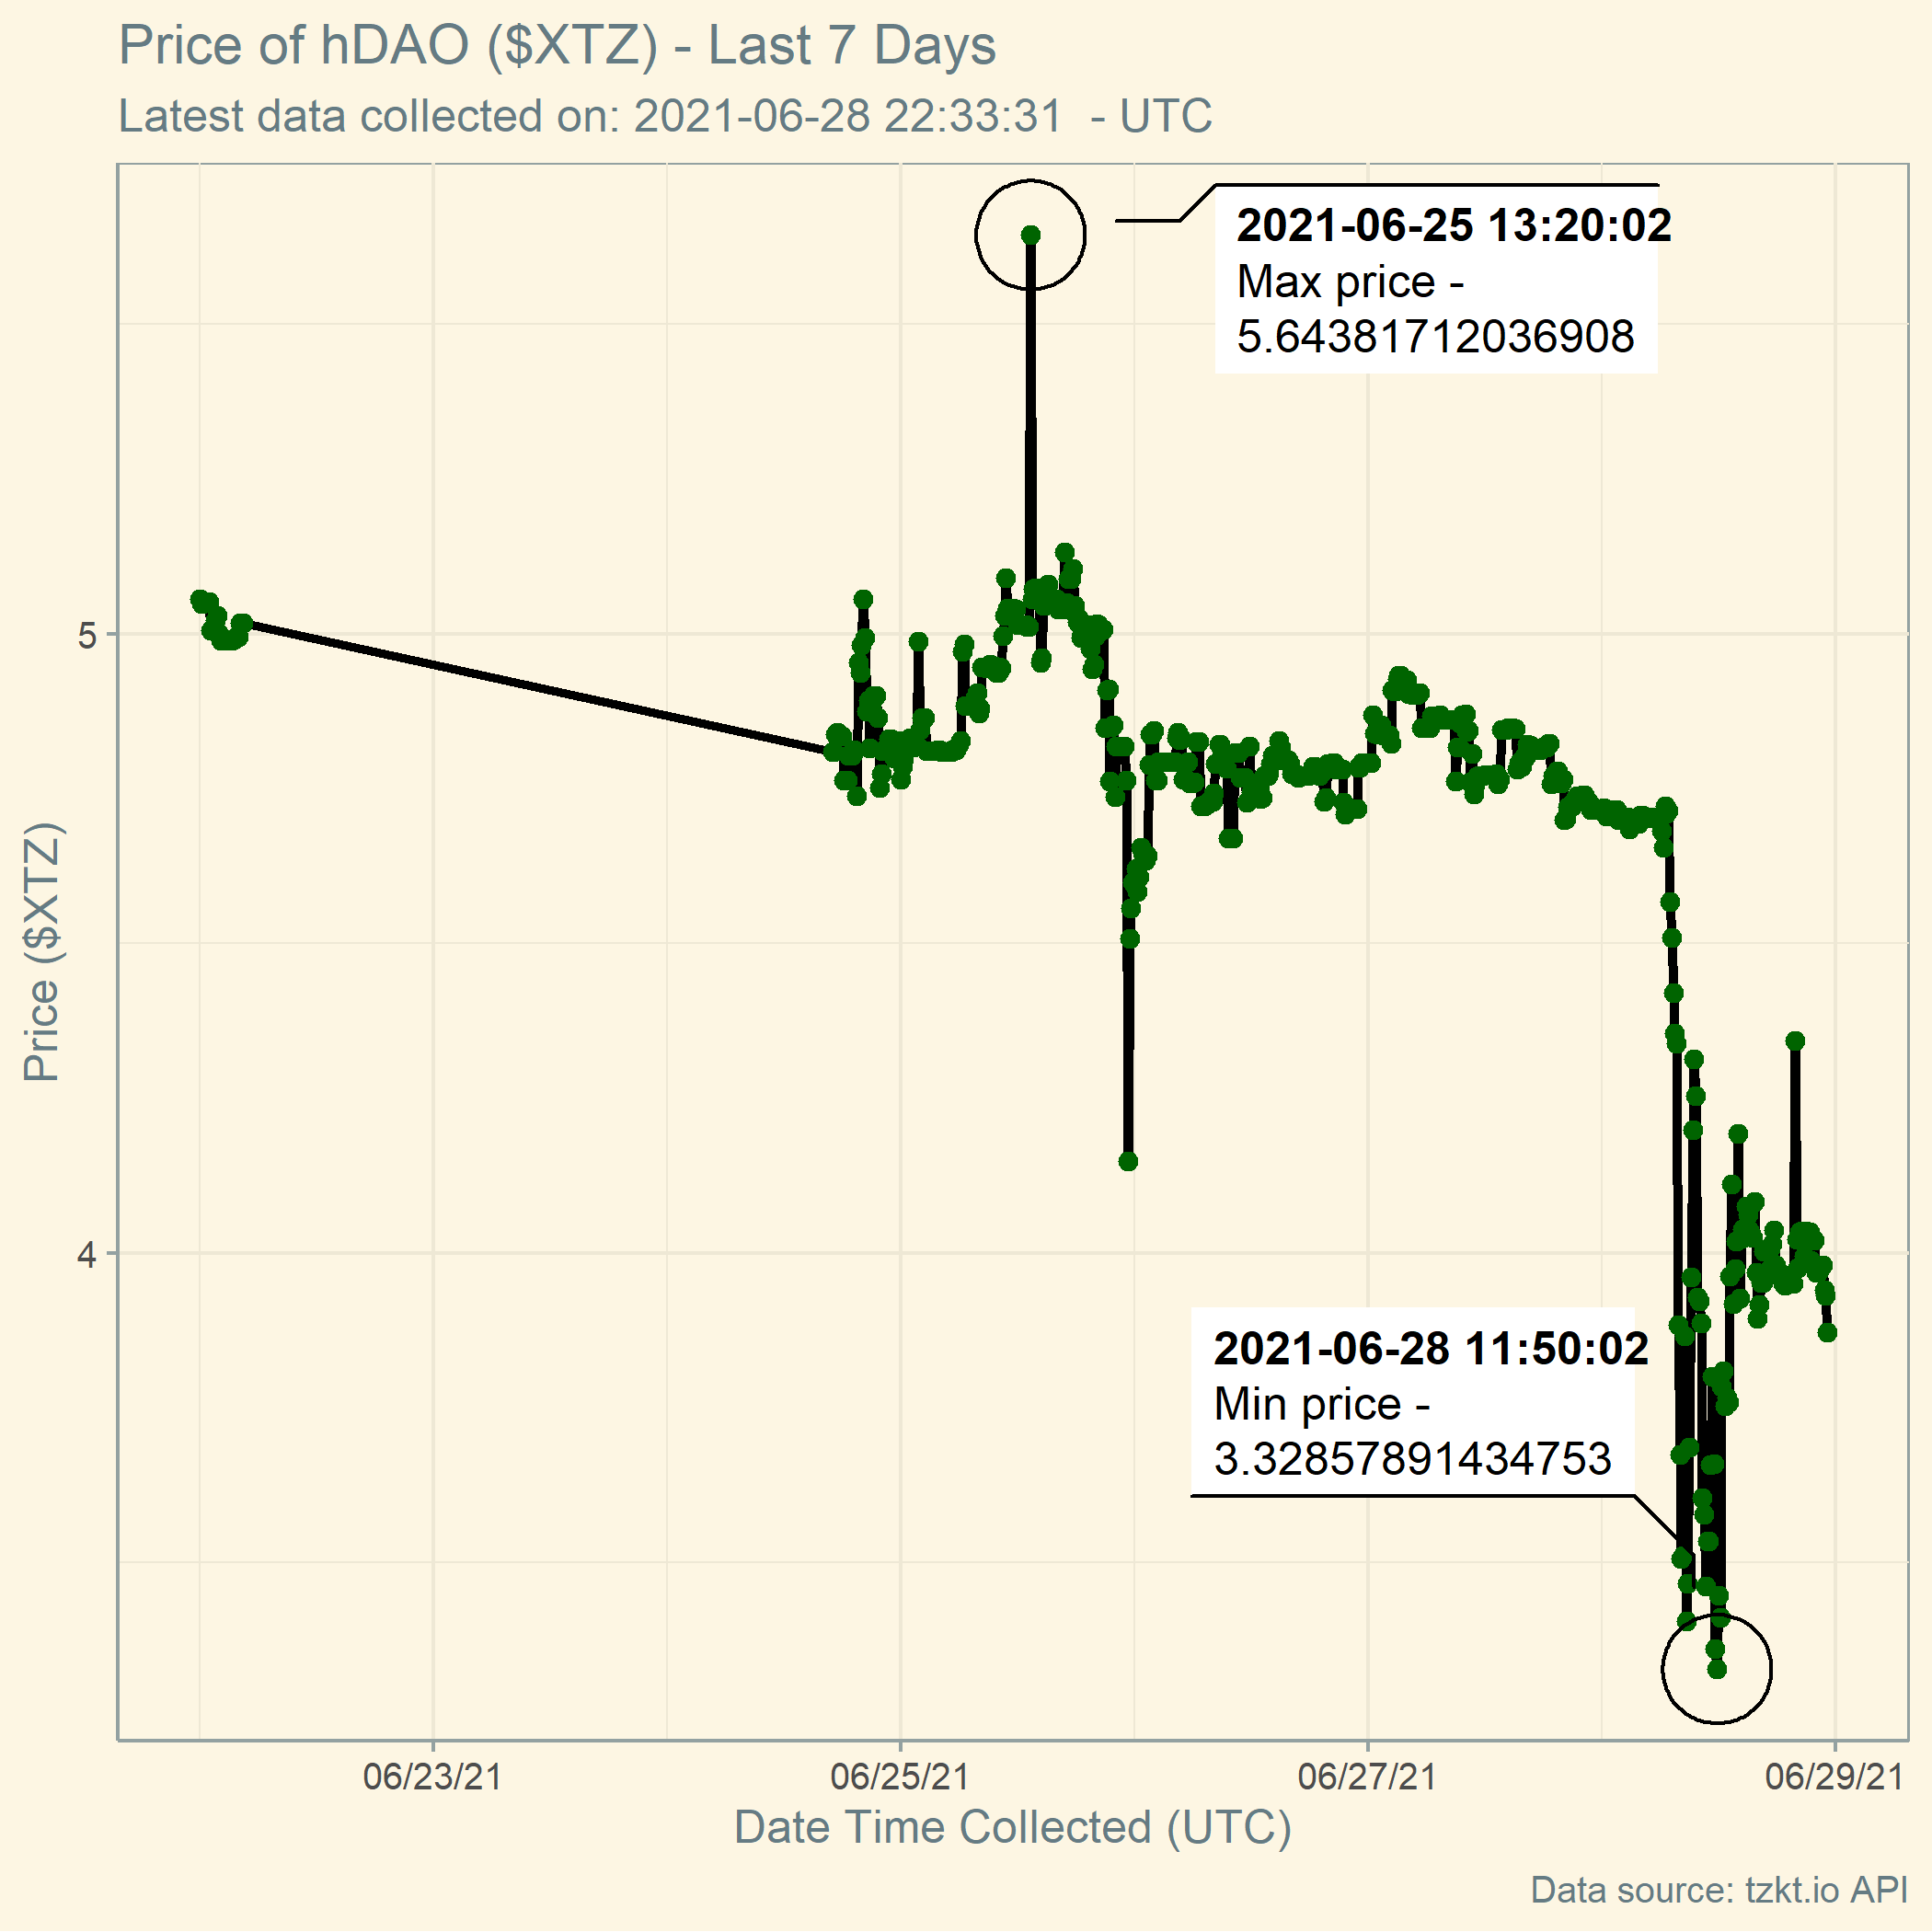 Price of hDAO ($XTZ) - Last 7 Days
Latest data collected on: 2021-06-28 22:33:31  - UTC
2021-06-25 13:20:02
Max price -
5.64381712036908
5
Price ($XTZ)
4
2021-06-28 11:50:02
Min price -
3.32857891434753
06/23/21
06/25/21
06/27/21
06/29/21
Date Time Collected (UTC)
Data source: tzkt.io API